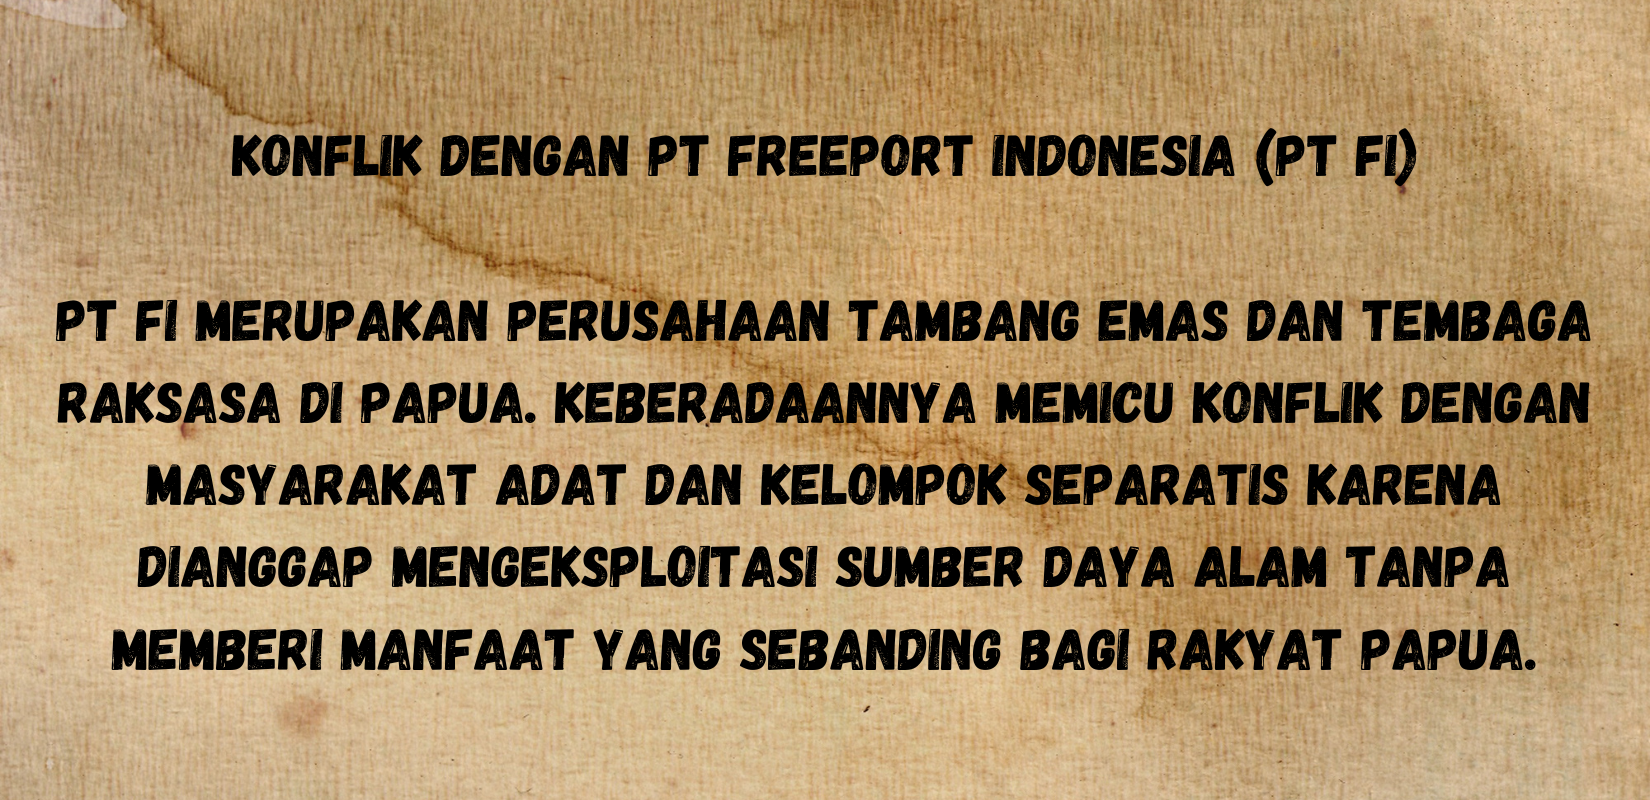 KONFLIK DENGAN PT FREEPORT INDONESIA (PT FI)
PT FI MERUPAKAN PERUSAHAAN TAMBANG EMAS DAN TEMBAGA
RAKSASA DI PAPUA. KEBERADAANNYA MEMICU KONFLIK DENGAN
MASYARAKAT ADAT DAN KELOMPOK SEPARATIS KARENA
DIANGGAP MENGEKSPLOITASI SUMBER DAYA ALAM TANPA
MEMBERI MANFAAT YANG SEBANDING BAGI RAKYAT PAPUA.